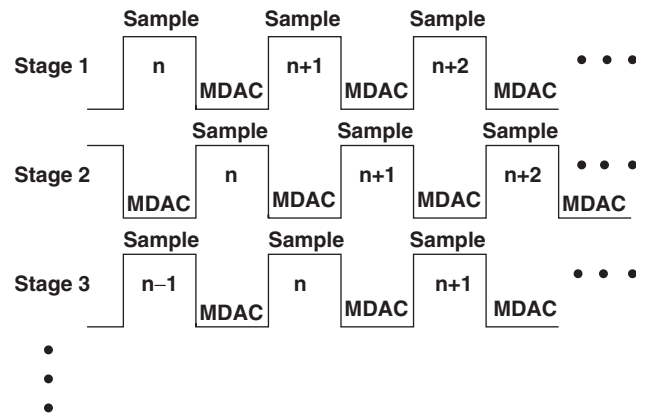 Sample Sample Sample
Stage 1 n n+1 n+2
MDAC MDAC MDAC
Sample Sample Sample
Stage 2 n n+1 n+2
MDAC MDAC MDAC MDAC
Sample Sample Sample
Stage 3 n−1 n n+1
MDAC MDAC MDAC